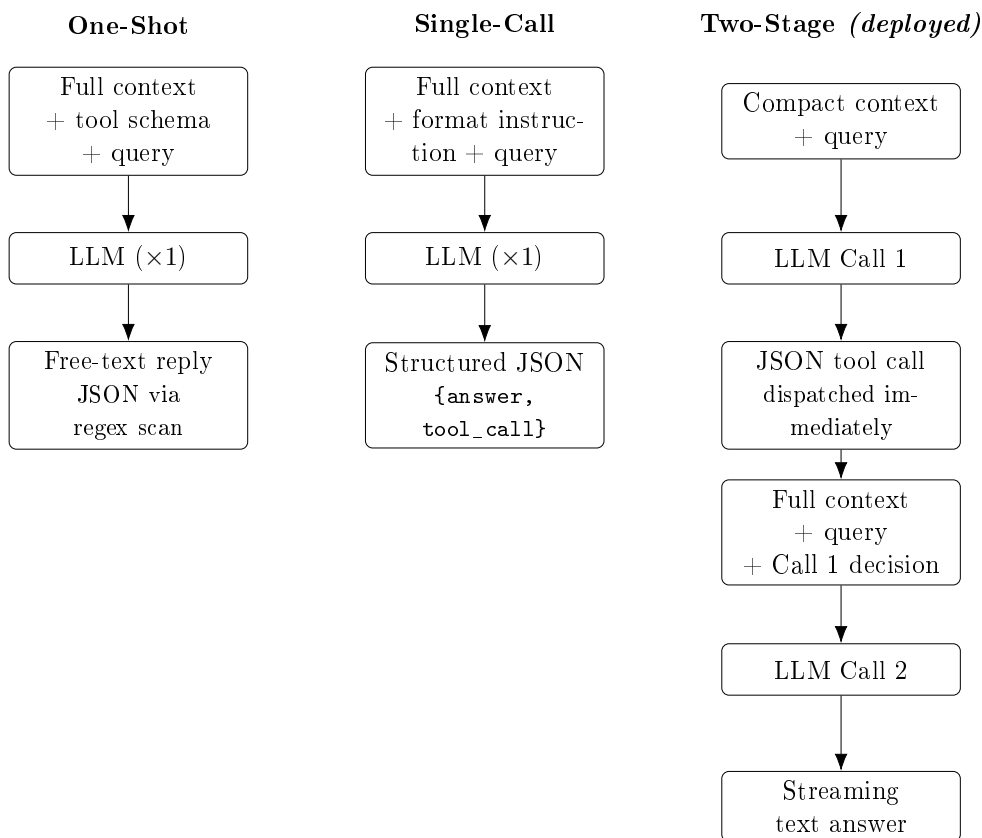 One-Shot
Full context
+ tool schema
+ query
LLM (×1)
Free-text reply
JSON via
regex scan
Single-Call
Full context
+ format instruc-
tion + query
LLM (×1)
Structured JSON
{answer,
tool_call}
Two-Stage (deployed)
Compact context
+ query
LLM Call 1
JSON tool call
dispatched im-
mediately
Full context
+ query
+ Call 1 decision
LLM Call 2
Streaming
text answer